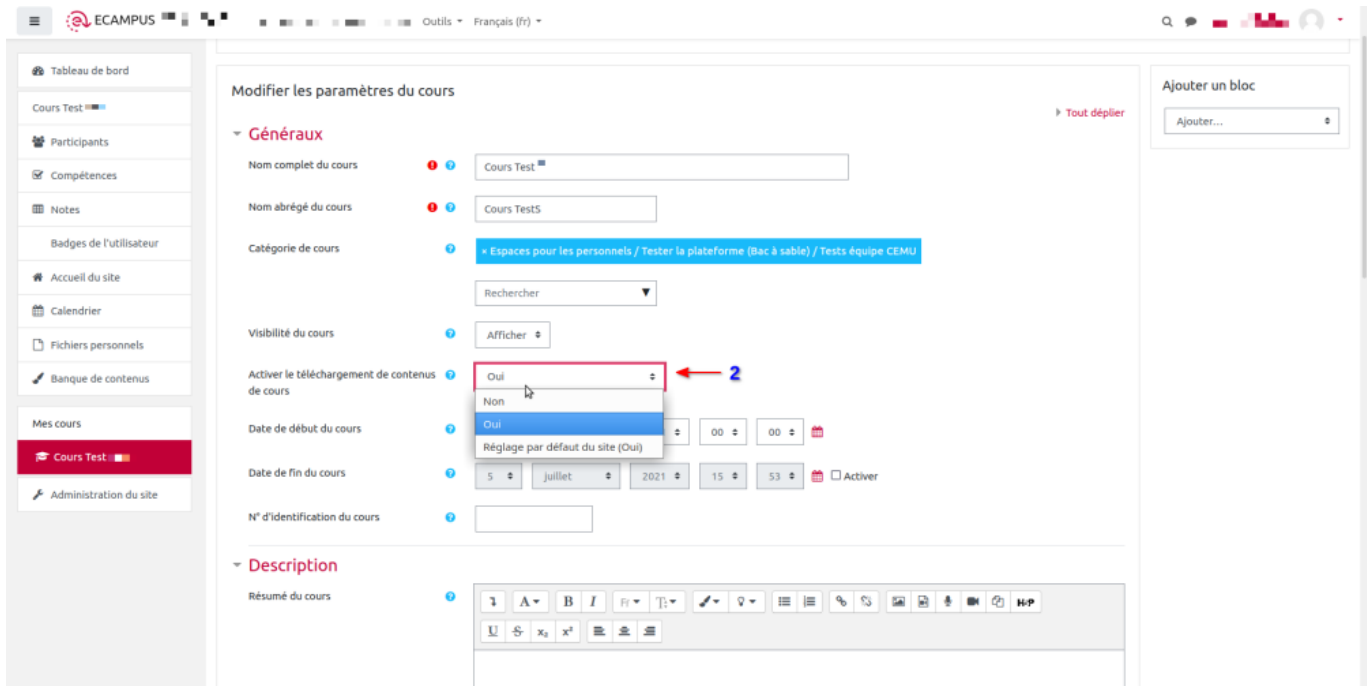 ECAMPUS Outils Français (fr)
Tableau de bord
Cours Test
Participants
Compétences
Notes
Badges de l'utilisateur
Accueil du site
Calendrier
Fichiers personnels
Banque de contenus
Mes cours
Cours Test
Administration du site
Modifier les paramètres du cours
Tout déplier
Généraux
Nom complet du cours Cours Test
Nom abrégé du cours Cours TestS
Catégorie de cours × Espaces pour les personnels / Tester la plateforme (Bac à sable) / Tests équipe CEMU
Rechercher ▼
Visibilité du cours Afficher
Activer le téléchargement de contenus Oui 2
de cours
Non
Oui
Réglage par défaut du site (Oui)
Date de début du cours 00 00
Date de fin du cours 5 juillet 2021 15 53 Activer
N° d'identification du cours
Description
Résumé du cours
A B I Fr T: H-P
U S x₂ x²
Ajouter un bloc
Ajouter...